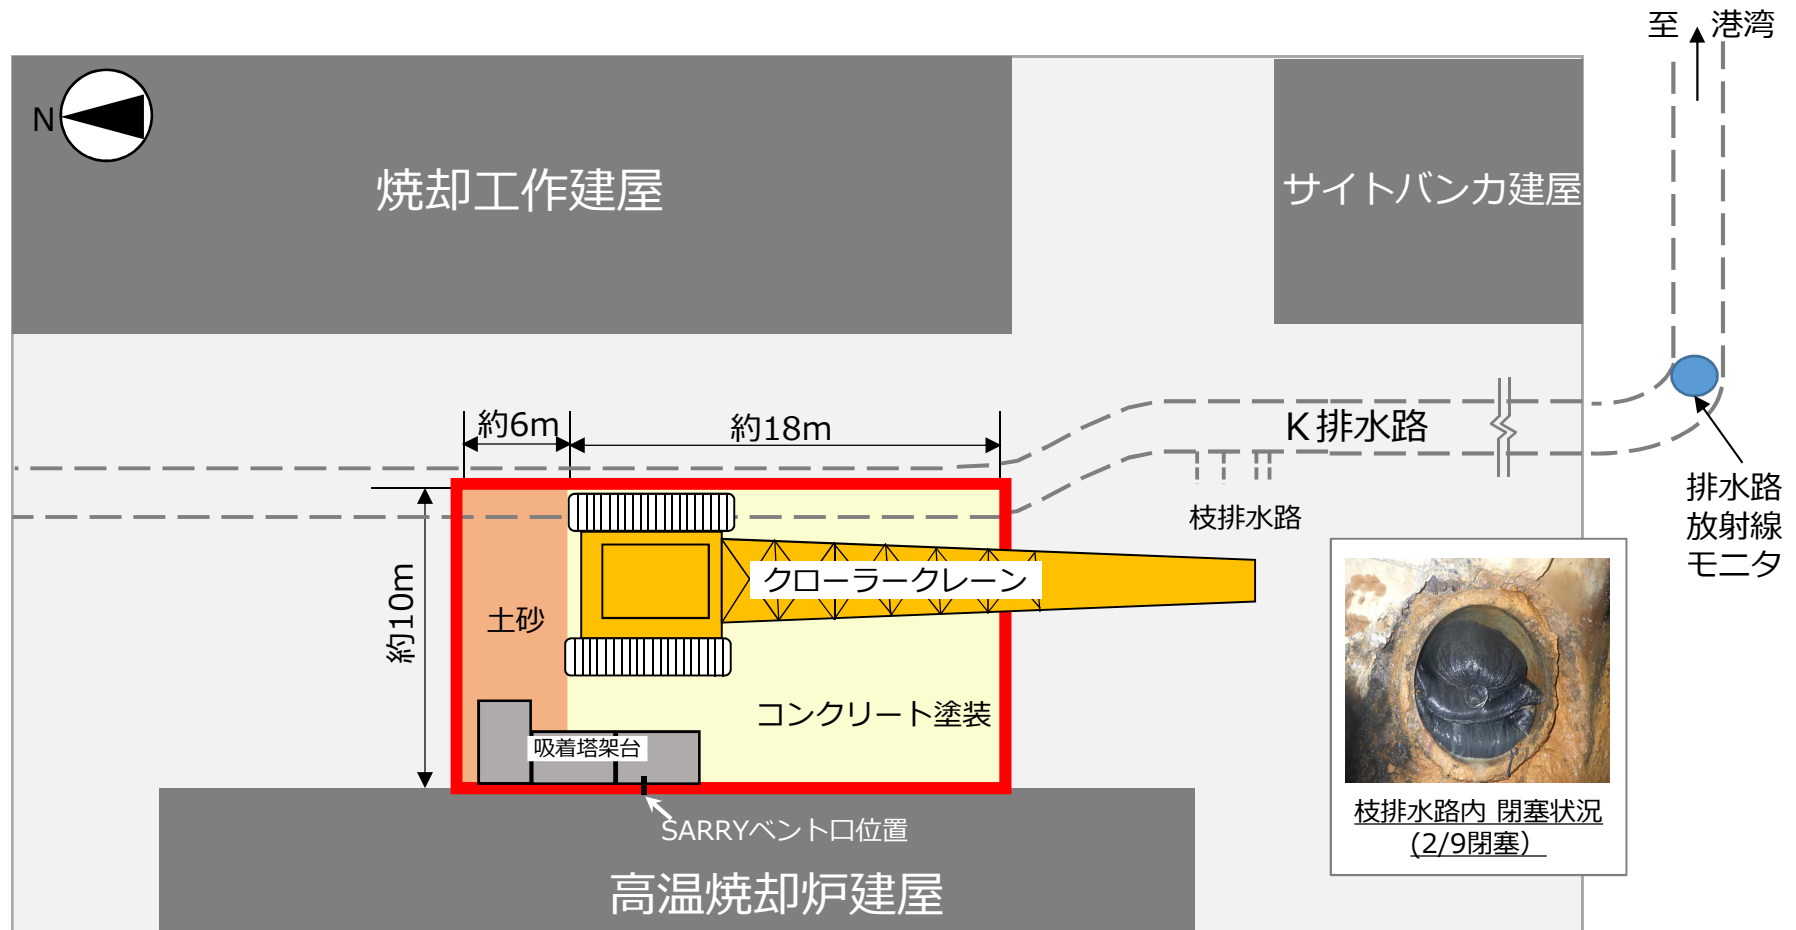 至 港湾
N
焼却工作建屋
サイトバンカ建屋
約6m
約18m
K排水路
枝排水路
排水路
放射線
モニタ
約10m
クローラークレーン
土砂
コンクリート塗装
吸着塔架台
SARRYベント口位置
高温焼却炉建屋
枝排水路内 閉塞状況
(2/9閉塞）